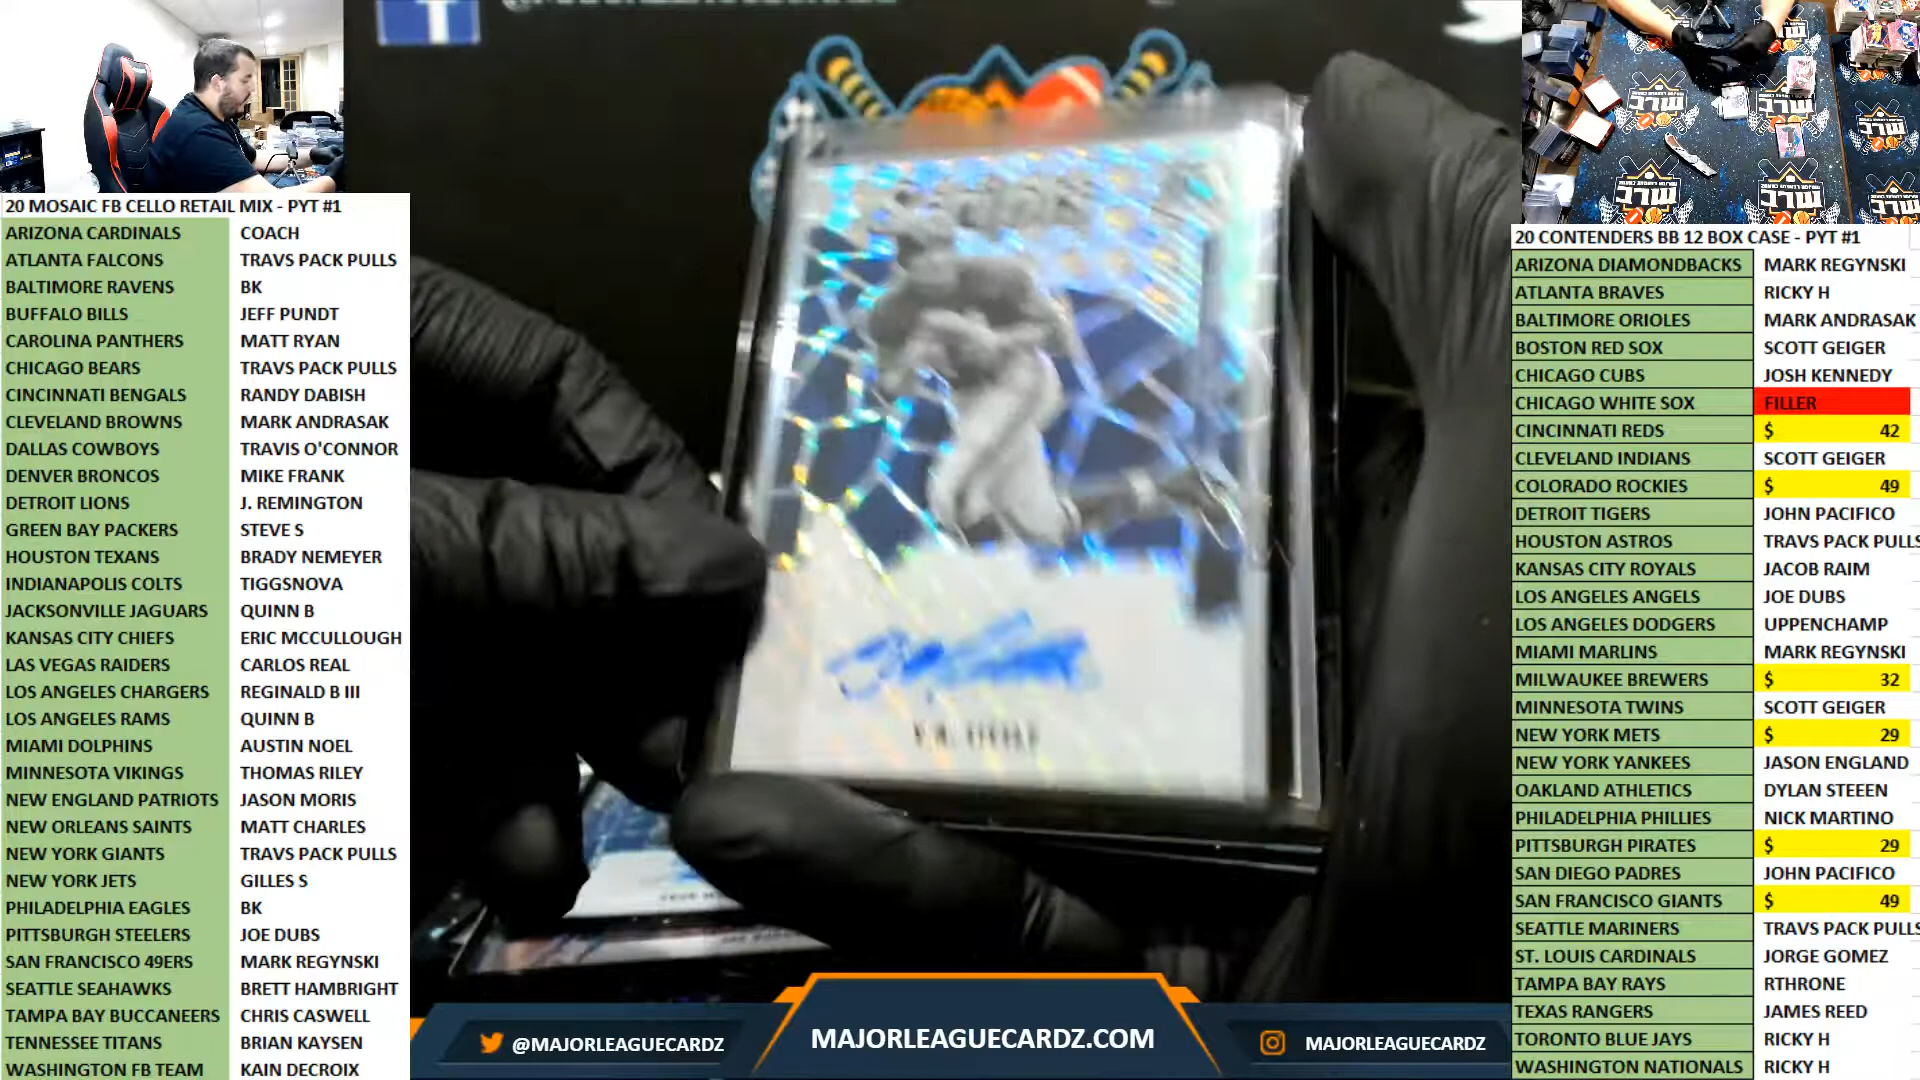 20 MOSAIC FB CELLO RETAIL MIX - PYT #1
ARIZONA CARDINALS COACH
ATLANTA FALCONS TRAVS PACK PULLS
BALTIMORE RAVENS BK
BUFFALO BILLS JEFF PUNDT
CAROLINA PANTHERS MATT RYAN
CHICAGO BEARS TRAVS PACK PULLS
CINCINNATI BENGALS RANDY DABISH
CLEVELAND BROWNS MARK ANDRASAK
DALLAS COWBOYS TRAVIS O'CONNOR
DENVER BRONCOS MIKE FRANK
DETROIT LIONS J. REMINGTON
GREEN BAY PACKERS STEVE S
HOUSTON TEXANS BRADY NEMEYER
INDIANAPOLIS COLTS TIGGSNOVA
JACKSONVILLE JAGUARS QUINN B
KANSAS CITY CHIEFS ERIC MCCULLOUGH
LAS VEGAS RAIDERS CARLOS REAL
LOS ANGELES CHARGERS REGINALD B III
LOS ANGELES RAMS QUINN B
MIAMI DOLPHINS AUSTIN NOEL
MINNESOTA VIKINGS THOMAS RILEY
NEW ENGLAND PATRIOTS JASON MORIS
NEW ORLEANS SAINTS MATT CHARLES
NEW YORK GIANTS TRAVS PACK PULLS
NEW YORK JETS GILLES S
PHILADELPHIA EAGLES BK
PITTSBURGH STEELERS JOE DUBS
SAN FRANCISCO 49ERS MARK REGYNSKI
SEATTLE SEAHAWKS BRETT HAMBRIGHT
TAMPA BAY BUCCANEERS CHRIS CASWELL
TENNESSEE TITANS BRIAN KAYSEN
WASHINGTON FB TEAM KAIN DECROIX
@MAJORLEAGUECARDZ
MAJORLEAGUECARDZ.COM
MAJORLEAGUECARDZ
20 CONTENDERS BB 12 BOX CASE - PYT #1
ARIZONA DIAMONDBACKS MARK REGYNSKI
ATLANTA BRAVES RICKY H
BALTIMORE ORIOLES MARK ANDRASAK
BOSTON RED SOX SCOTT GEIGER
CHICAGO CUBS JOSH KENNEDY
CHICAGO WHITE SOX FILLER
CINCINNATI REDS $ 42
CLEVELAND INDIANS SCOTT GEIGER
COLORADO ROCKIES $ 49
DETROIT TIGERS JOHN PACIFICO
HOUSTON ASTROS TRAVS PACK PULLS
KANSAS CITY ROYALS JACOB RAIM
LOS ANGELES ANGELS JOE DUBS
LOS ANGELES DODGERS UPPENCHAMP
MIAMI MARLINS MARK REGYNSKI
MILWAUKEE BREWERS $ 32
MINNESOTA TWINS SCOTT GEIGER
NEW YORK METS $ 29
NEW YORK YANKEES JASON ENGLAND
OAKLAND ATHLETICS DYLAN STEEEN
PHILADELPHIA PHILLIES NICK MARTINO
PITTSBURGH PIRATES $ 29
SAN DIEGO PADRES JOHN PACIFICO
SAN FRANCISCO GIANTS $ 49
SEATTLE MARINERS TRAVS PACK PULLS
ST. LOUIS CARDINALS JORGE GOMEZ
TAMPA BAY RAYS RTHRONE
TEXAS RANGERS JAMES REED
TORONTO BLUE JAYS RICKY H
WASHINGTON NATIONALS RICKY H